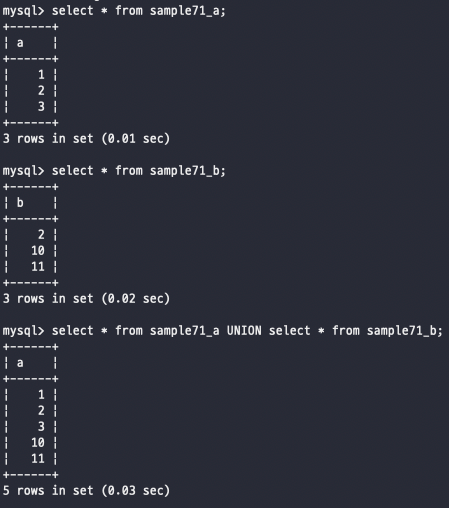 mysql> select * from sample71_a;
+------+
| a    |
+------+
|    1 |
|    2 |
|    3 |
+------+
3 rows in set (0.01 sec)

mysql> select * from sample71_b;
+------+
| b    |
+------+
|    2 |
|   10 |
|   11 |
+------+
3 rows in set (0.02 sec)

mysql> select * from sample71_a UNION select * from sample71_b;
+------+
| a    |
+------+
|    1 |
|    2 |
|    3 |
|   10 |
|   11 |
+------+
5 rows in set (0.03 sec)